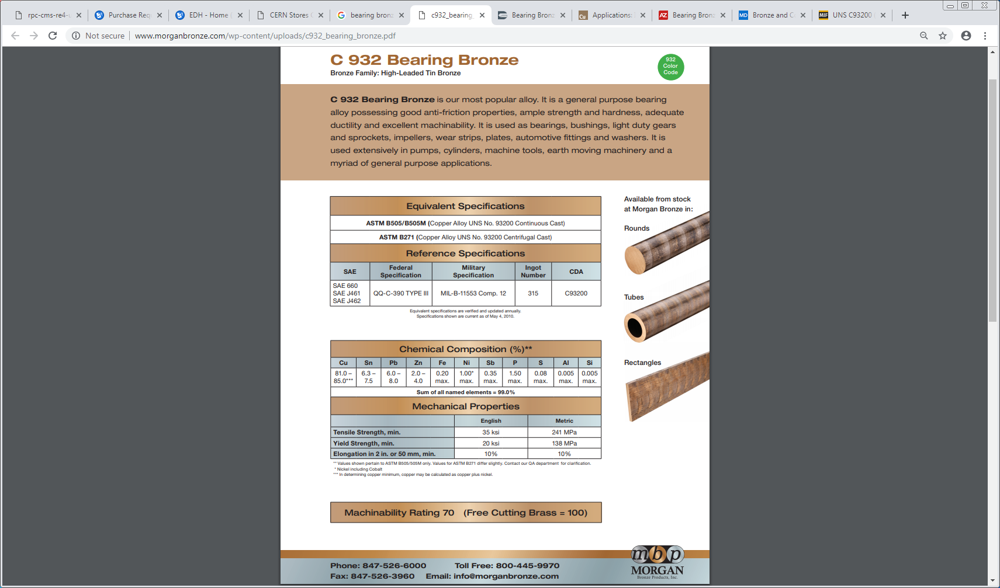 rpc-cms-re4-
Purchase Req
EDH - Home (
CERN Stores
bearing bronz
c932_bearing_
Bearing Bronz
Applications:
Bearing Bronz
Bronze and C
UNS C93200
Not secure
www.morganbronze.com/wp-content/uploads/c932_bearing_bronze.pdf
C 932 Bearing Bronze
Bronze Family: High-Leaded Tin Bronze
932
Color
Code
C 932 Bearing Bronze is our most popular alloy. It is a general purpose bearing
alloy possessing good anti-friction properties, ample strength and hardness, adequate
ductility and excellent machinability. It is used as bearings, bushings, light duty gears
and sprockets, impellers, wear strips, plates, automotive fittings and washers. It is
used extensively in pumps, cylinders, machine tools, earth moving machinery and a
myriad of general purpose applications.
Equivalent Specifications
ASTM B505/B505M (Copper Alloy UNS No. 93200 Continuous Cast)
ASTM B271 (Copper Alloy UNS No. 93200 Centrifugal Cast)
Reference Specifications
SAE Federal Specification Military Specification Ingot Number CDA
SAE 660
SAE J461
SAE J462
QQ-C-390 TYPE III MIL-B-11553 Comp. 12 315 C93200
Equivalent specifications are verified and updated annually.
Specifications shown are current as of May 4, 2010.
Available from stock
at Morgan Bronze in:
Rounds
Tubes
Rectangles
Chemical Composition (%)**
Cu Sn Pb Zn Fe Ni Sb P S Al Si
81.0 – 6.3 – 6.0 – 2.0 – 0.20 1.00* 0.35 1.50 0.08 0.005 0.005
85.0*** 7.5 8.0 4.0 max. max. max. max. max. max. max.
Sum of all named elements = 99.0%
Mechanical Properties
English Metric
Tensile Strength, min. 35 ksi 241 MPa
Yield Strength, min. 20 ksi 138 MPa
Elongation in 2 in. or 50 mm, min. 10% 10%
** Values shown pertain to ASTM B505/505M only. Values for ASTM B271 differ slightly. Contact our QA department for clarification.
* Nickel including Cobalt
*** In determining copper minimum, copper may be calculated as copper plus nickel.
Machinability Rating 70 (Free Cutting Brass = 100)
Phone: 847-526-6000 Toll Free: 800-445-9970
Fax: 847-526-3960 Email: info@morganbronze.com
mbp
MORGAN
Bronze Products, Inc.